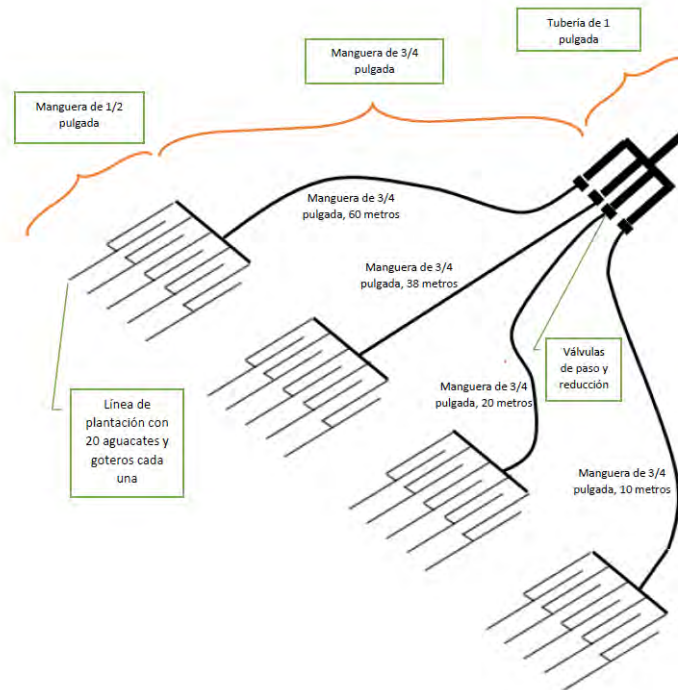 Tubería de 1
pulgada
Manguera de 3/4
pulgada
Manguera de 1/2
pulgada
Manguera de 3/4
pulgada, 60 metros
Manguera de 3/4
pulgada, 38 metros
Válvulas
de paso y
reducción
Manguera de 3/4
pulgada, 20 metros
Línea de
plantación con
20 aguacates y
goteros cada
una
Manguera de 3/4
pulgada, 10 metros